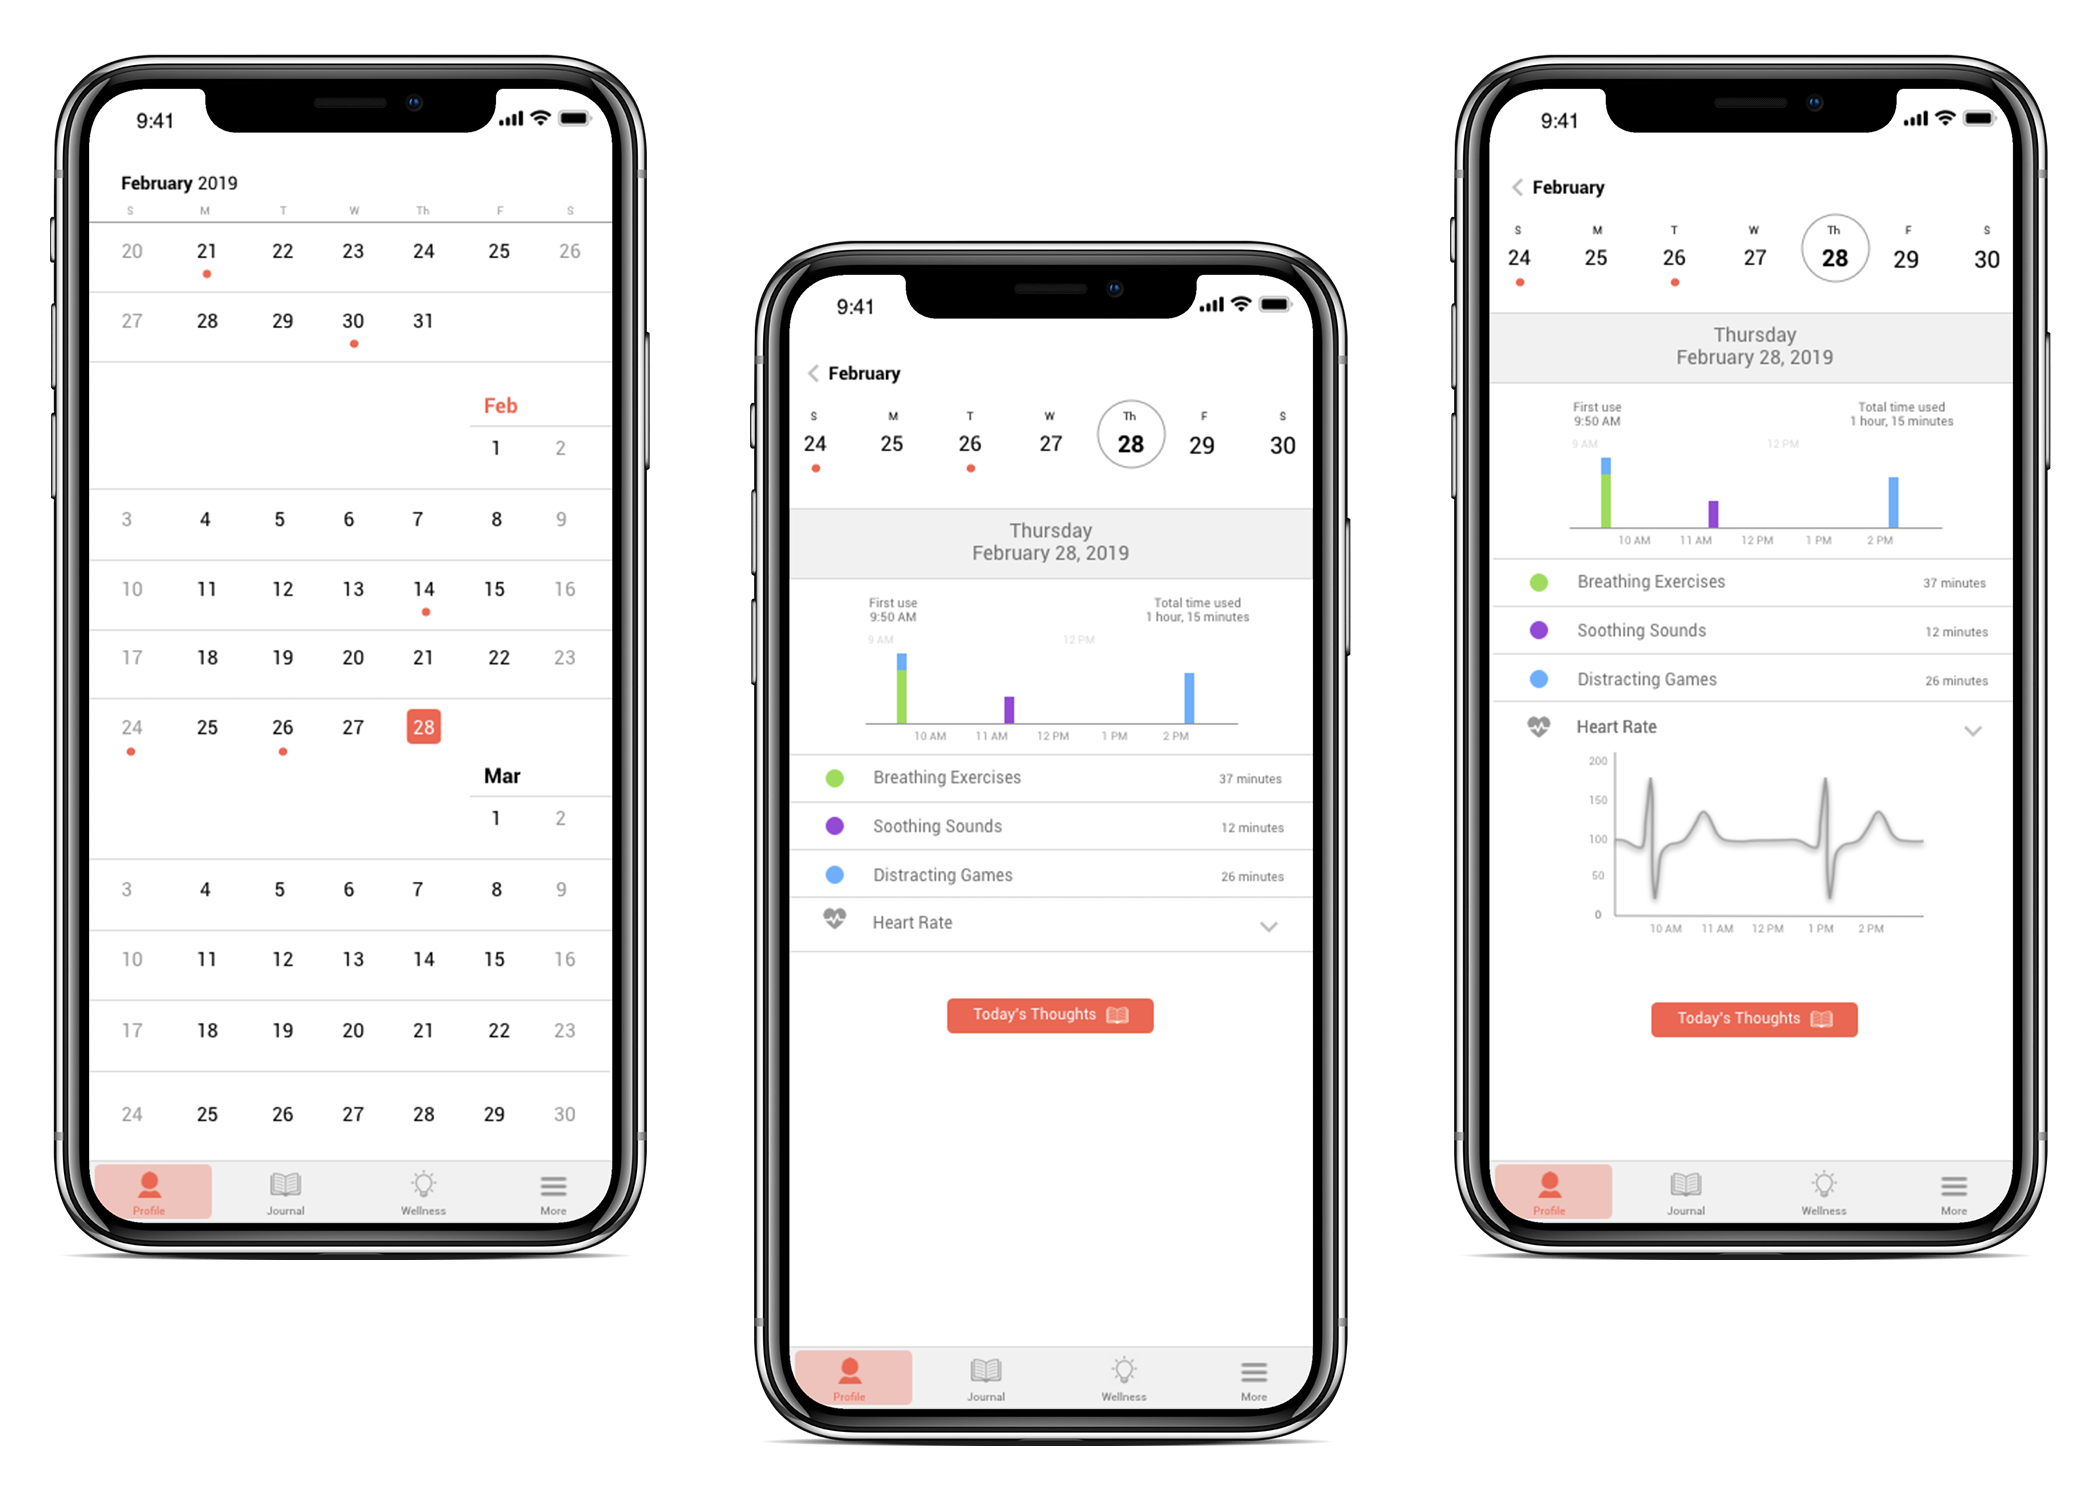 9:41
February 2019
S M T W Th F S
20 21 22 23 24 25 26
27 28 29 30 31
Feb
1 2
3 4 5 6 7 8 9
10 11 12 13 14 15 16
17 18 19 20 21 22 23
24 25 26 27 28
Mar
1 2
3 4 5 6 7 8 9
10 11 12 13 14 15 16
17 18 19 20 21 22 23
24 25 26 27 28 29 30
Profile Journal Wellness More
9:41
February
S M T W Th F S
24 25 26 27 28 29 30
Thursday
February 28, 2019
First use Total time used
9:50 AM 1 hour, 15 minutes
9 AM 12 PM
10 AM 11 AM 12 PM 1 PM 2 PM
Breathing Exercises 37 minutes
Soothing Sounds 12 minutes
Distracting Games 26 minutes
Heart Rate
Today's Thoughts
Profile Journal Wellness More
9:41
February
S M T W Th F S
24 25 26 27 28 29 30
Thursday
February 28, 2019
First use Total time used
9:50 AM 1 hour, 15 minutes
9 AM 12 PM
10 AM 11 AM 12 PM 1 PM 2 PM
Breathing Exercises 37 minutes
Soothing Sounds 12 minutes
Distracting Games 26 minutes
Heart Rate
200
150
100
50
0
10 AM 11 AM 12 PM 1 PM 2 PM
Today's Thoughts
Profile Journal Wellness More